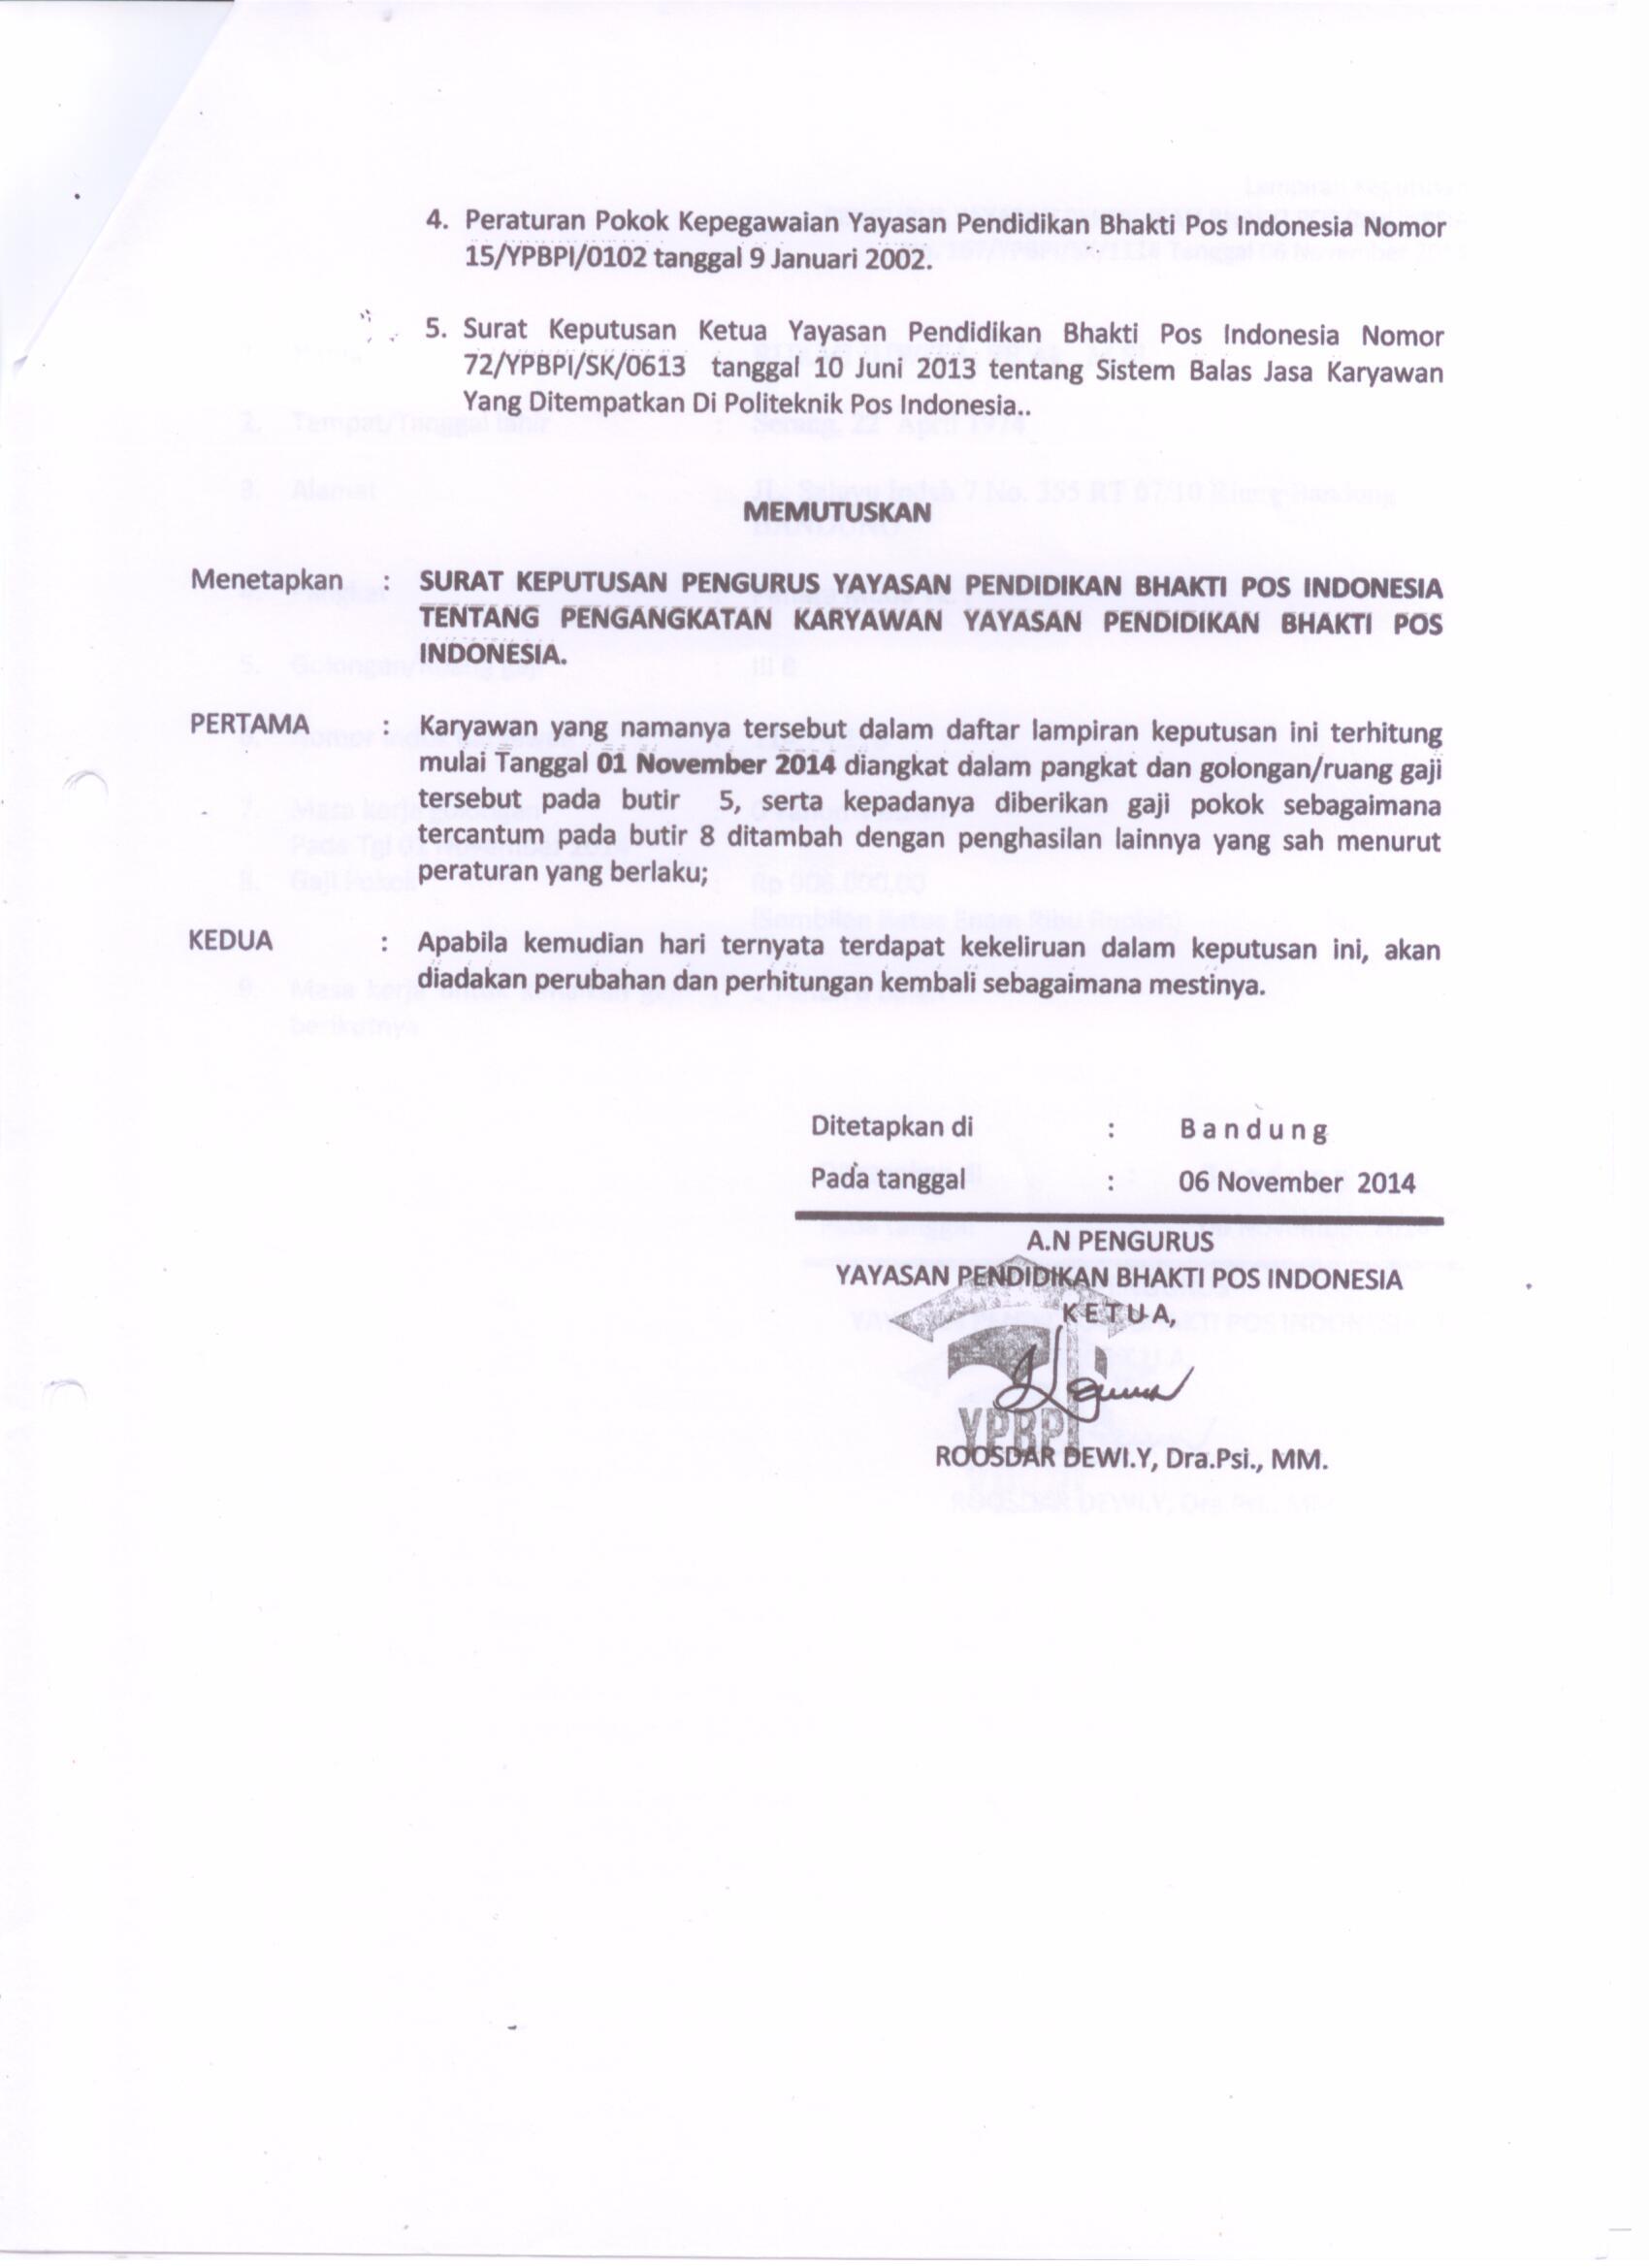 4. Peraturan Pokok Kepegawaian Yayasan Pendidikan Bhakti Pos Indonesia Nomor
15/YPBPI/0102 tanggal 9 Januari 2002.
5. Surat Keputusan Ketua Yayasan Pendidikan Bhakti Pos Indonesia Nomor
72/YPBPI/SK/0613 tanggal 10 Juni 2013 tentang Sistem Balas Jasa Karyawan
Yang Ditempatkan Di Politeknik Pos Indonesia..
MEMUTUSKAN
Menetapkan : SURAT KEPUTUSAN PENGURUS YAYASAN PENDIDIKAN BHAKTI POS INDONESIA
TENTANG PENGANGKATAN KARYAWAN YAYASAN PENDIDIKAN BHAKTI POS
INDONESIA.
PERTAMA : Karyawan yang namanya tersebut dalam daftar lampiran keputusan ini terhitung
mulai Tanggal 01 November 2014 diangkat dalam pangkat dan golongan/ruang gaji
tersebut pada butir 5, serta kepadanya diberikan gaji pokok sebagaimana
tercantum pada butir 8 ditambah dengan penghasilan lainnya yang sah menurut
peraturan yang berlaku;
KEDUA : Apabila kemudian hari ternyata terdapat kekeliruan dalam keputusan ini, akan
diadakan perubahan dan perhitungan kembali sebagaimana mestinya.
Ditetapkan di : B a n d u n g
Pada tanggal : 06 November 2014
A.N PENGURUS
YAYASAN PENDIDIKAN BHAKTI POS INDONESIA
K E T U A,
YPBPI
ROOSDAR DEWI.Y, Dra.Psi., MM.